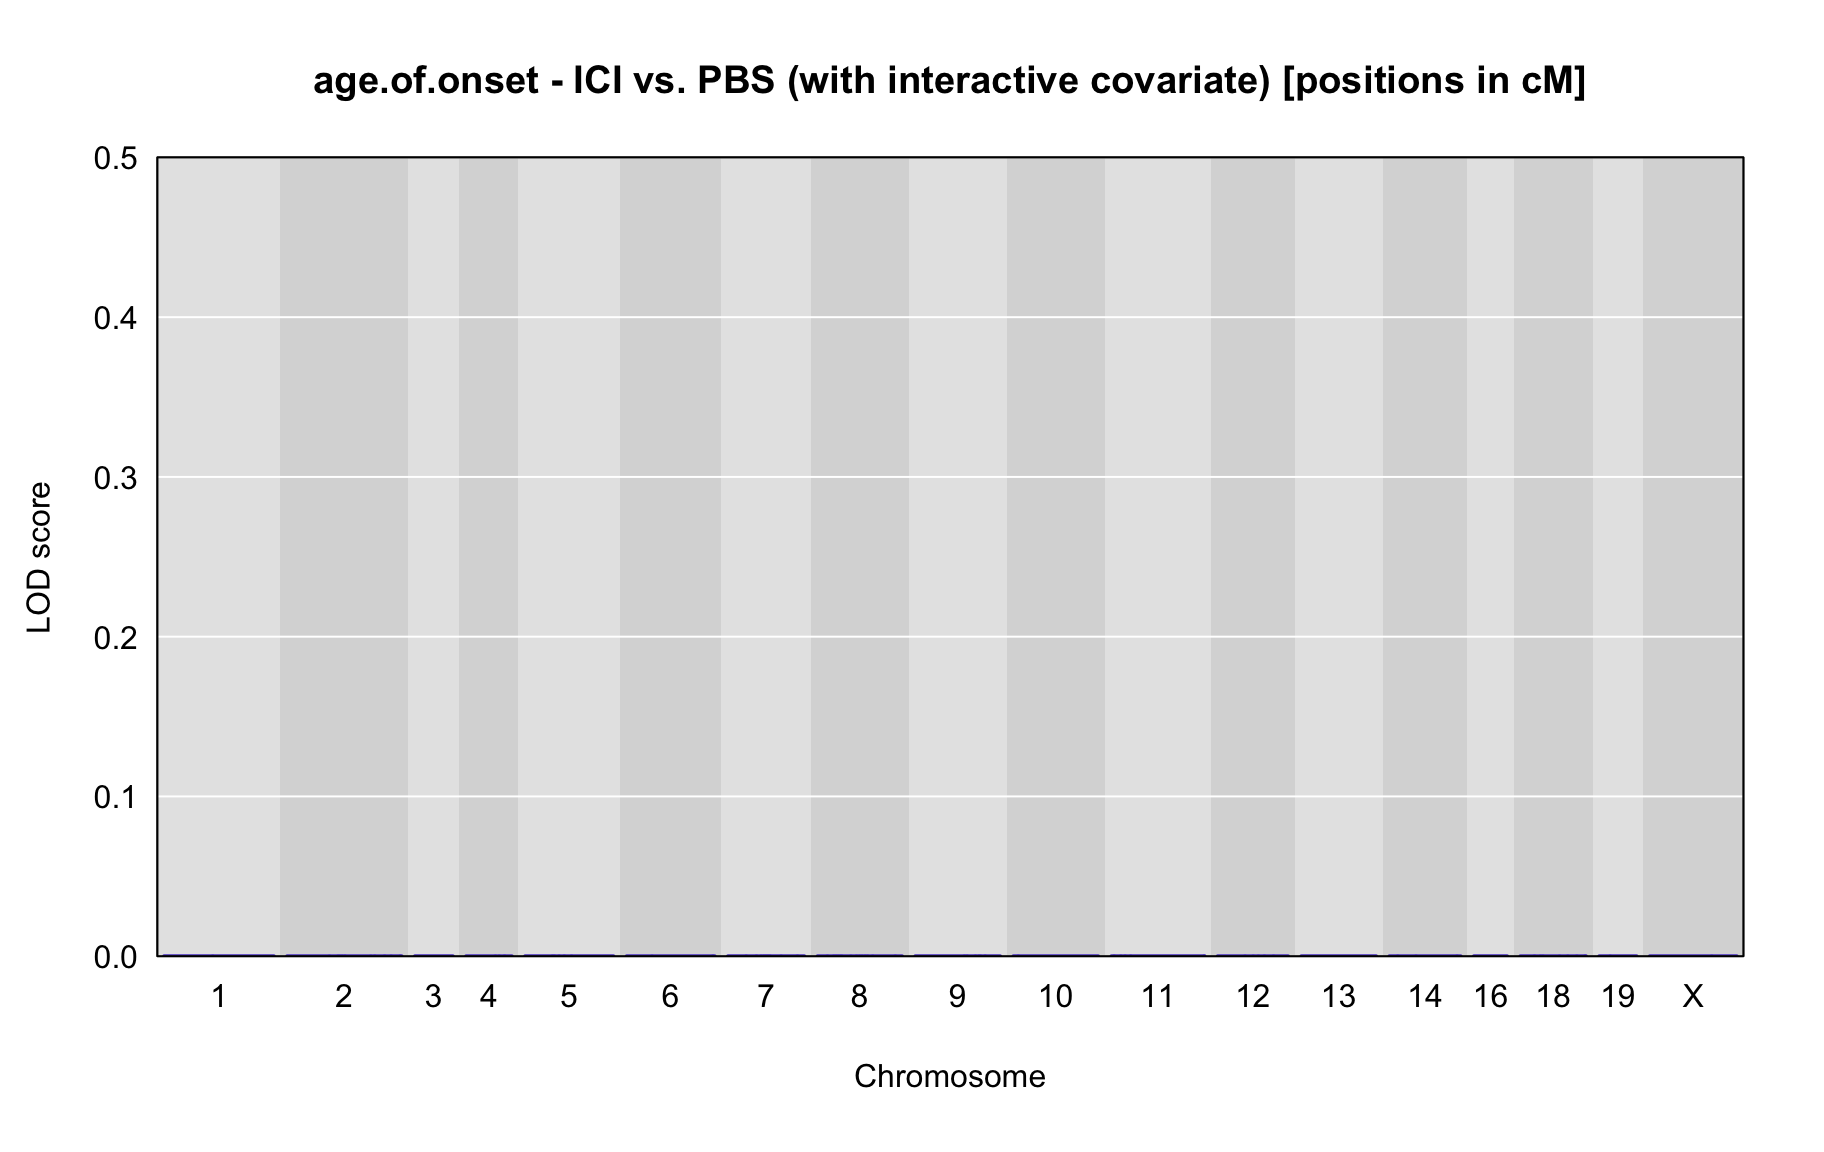 age.of.onset - ICI vs. PBS (with interactive covariate) [positions in cM]
0.5
0.4
0.3
0.2
0.1
0.0
LOD score
1 2 3 4 5 6 7 8 9 10 11 12 13 14 16 18 19 X
Chromosome